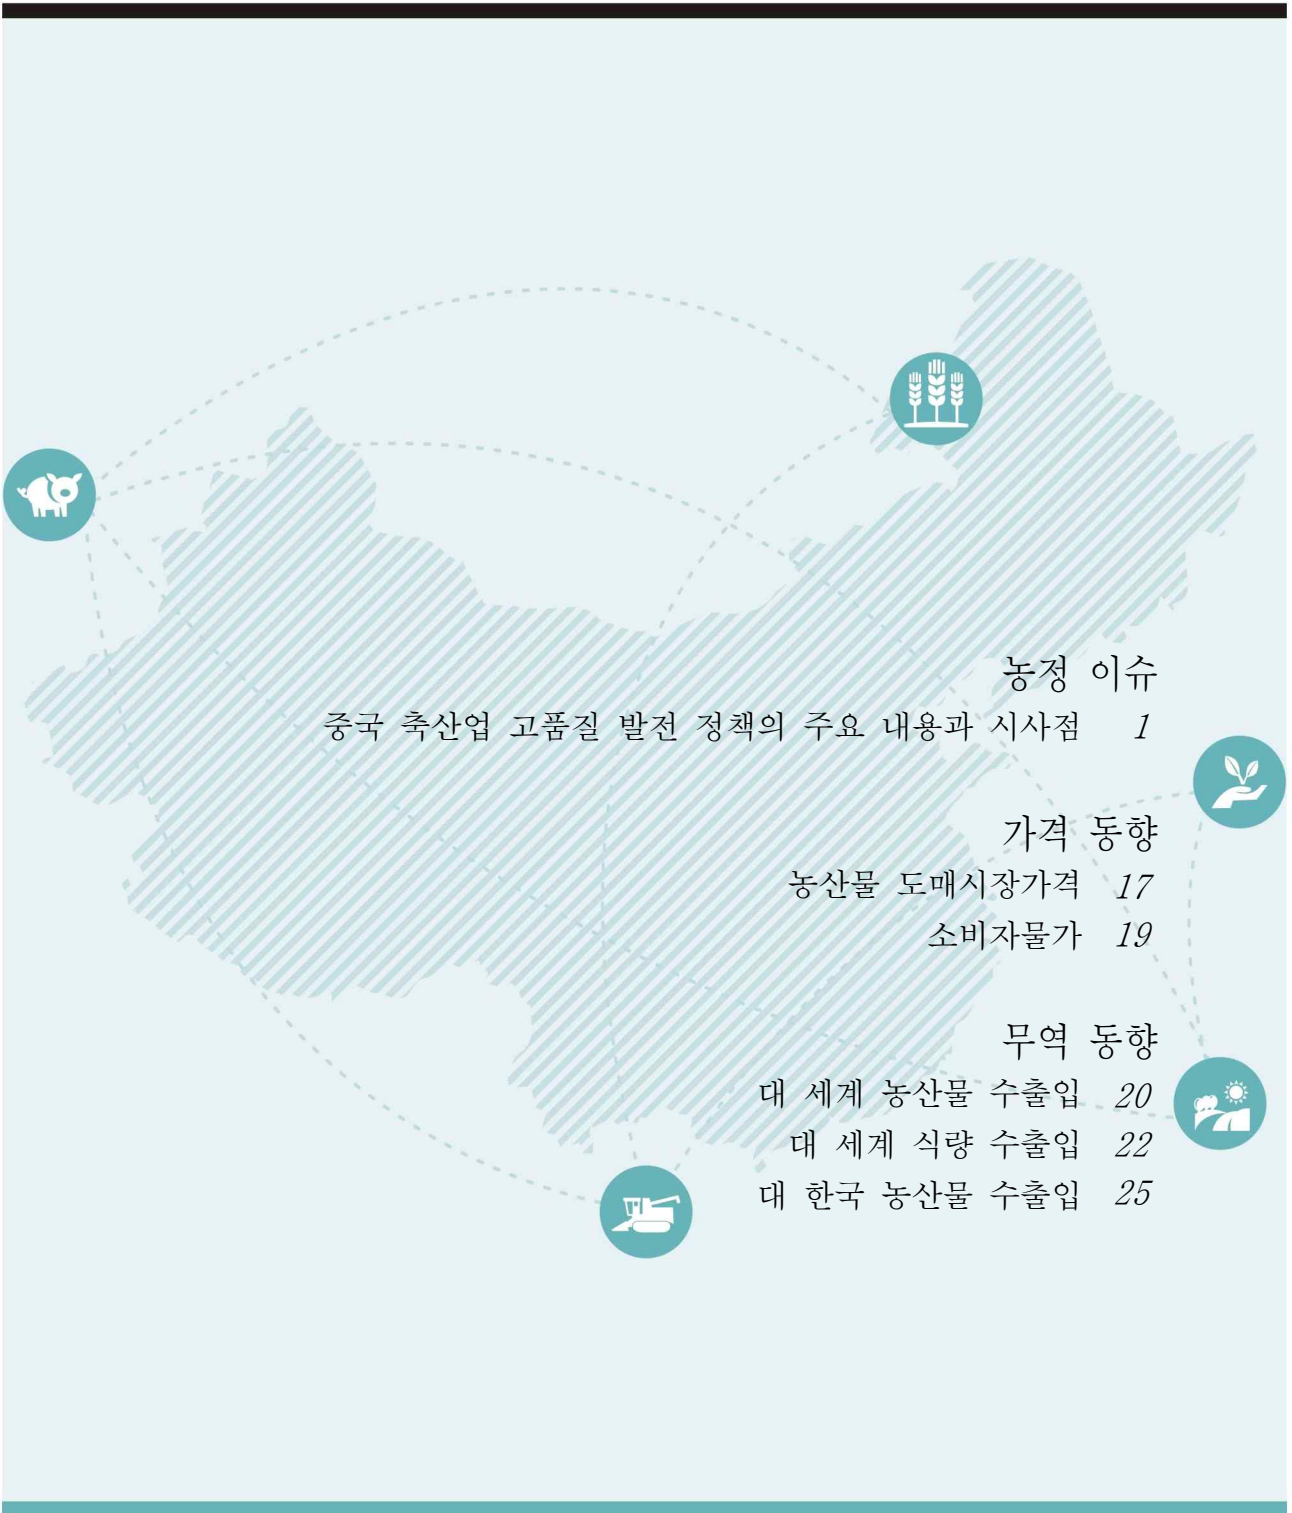 농정 이슈
중국 축산업 고품질 발전 정책의 주요 내용과 시사점 1
가격 동향
농산물 도매시장가격 17
소비자물가 19
무역 동향
대 세계 농산물 수출입 20
대 세계 식량 수출입 22
대 한국 농산물 수출입 25